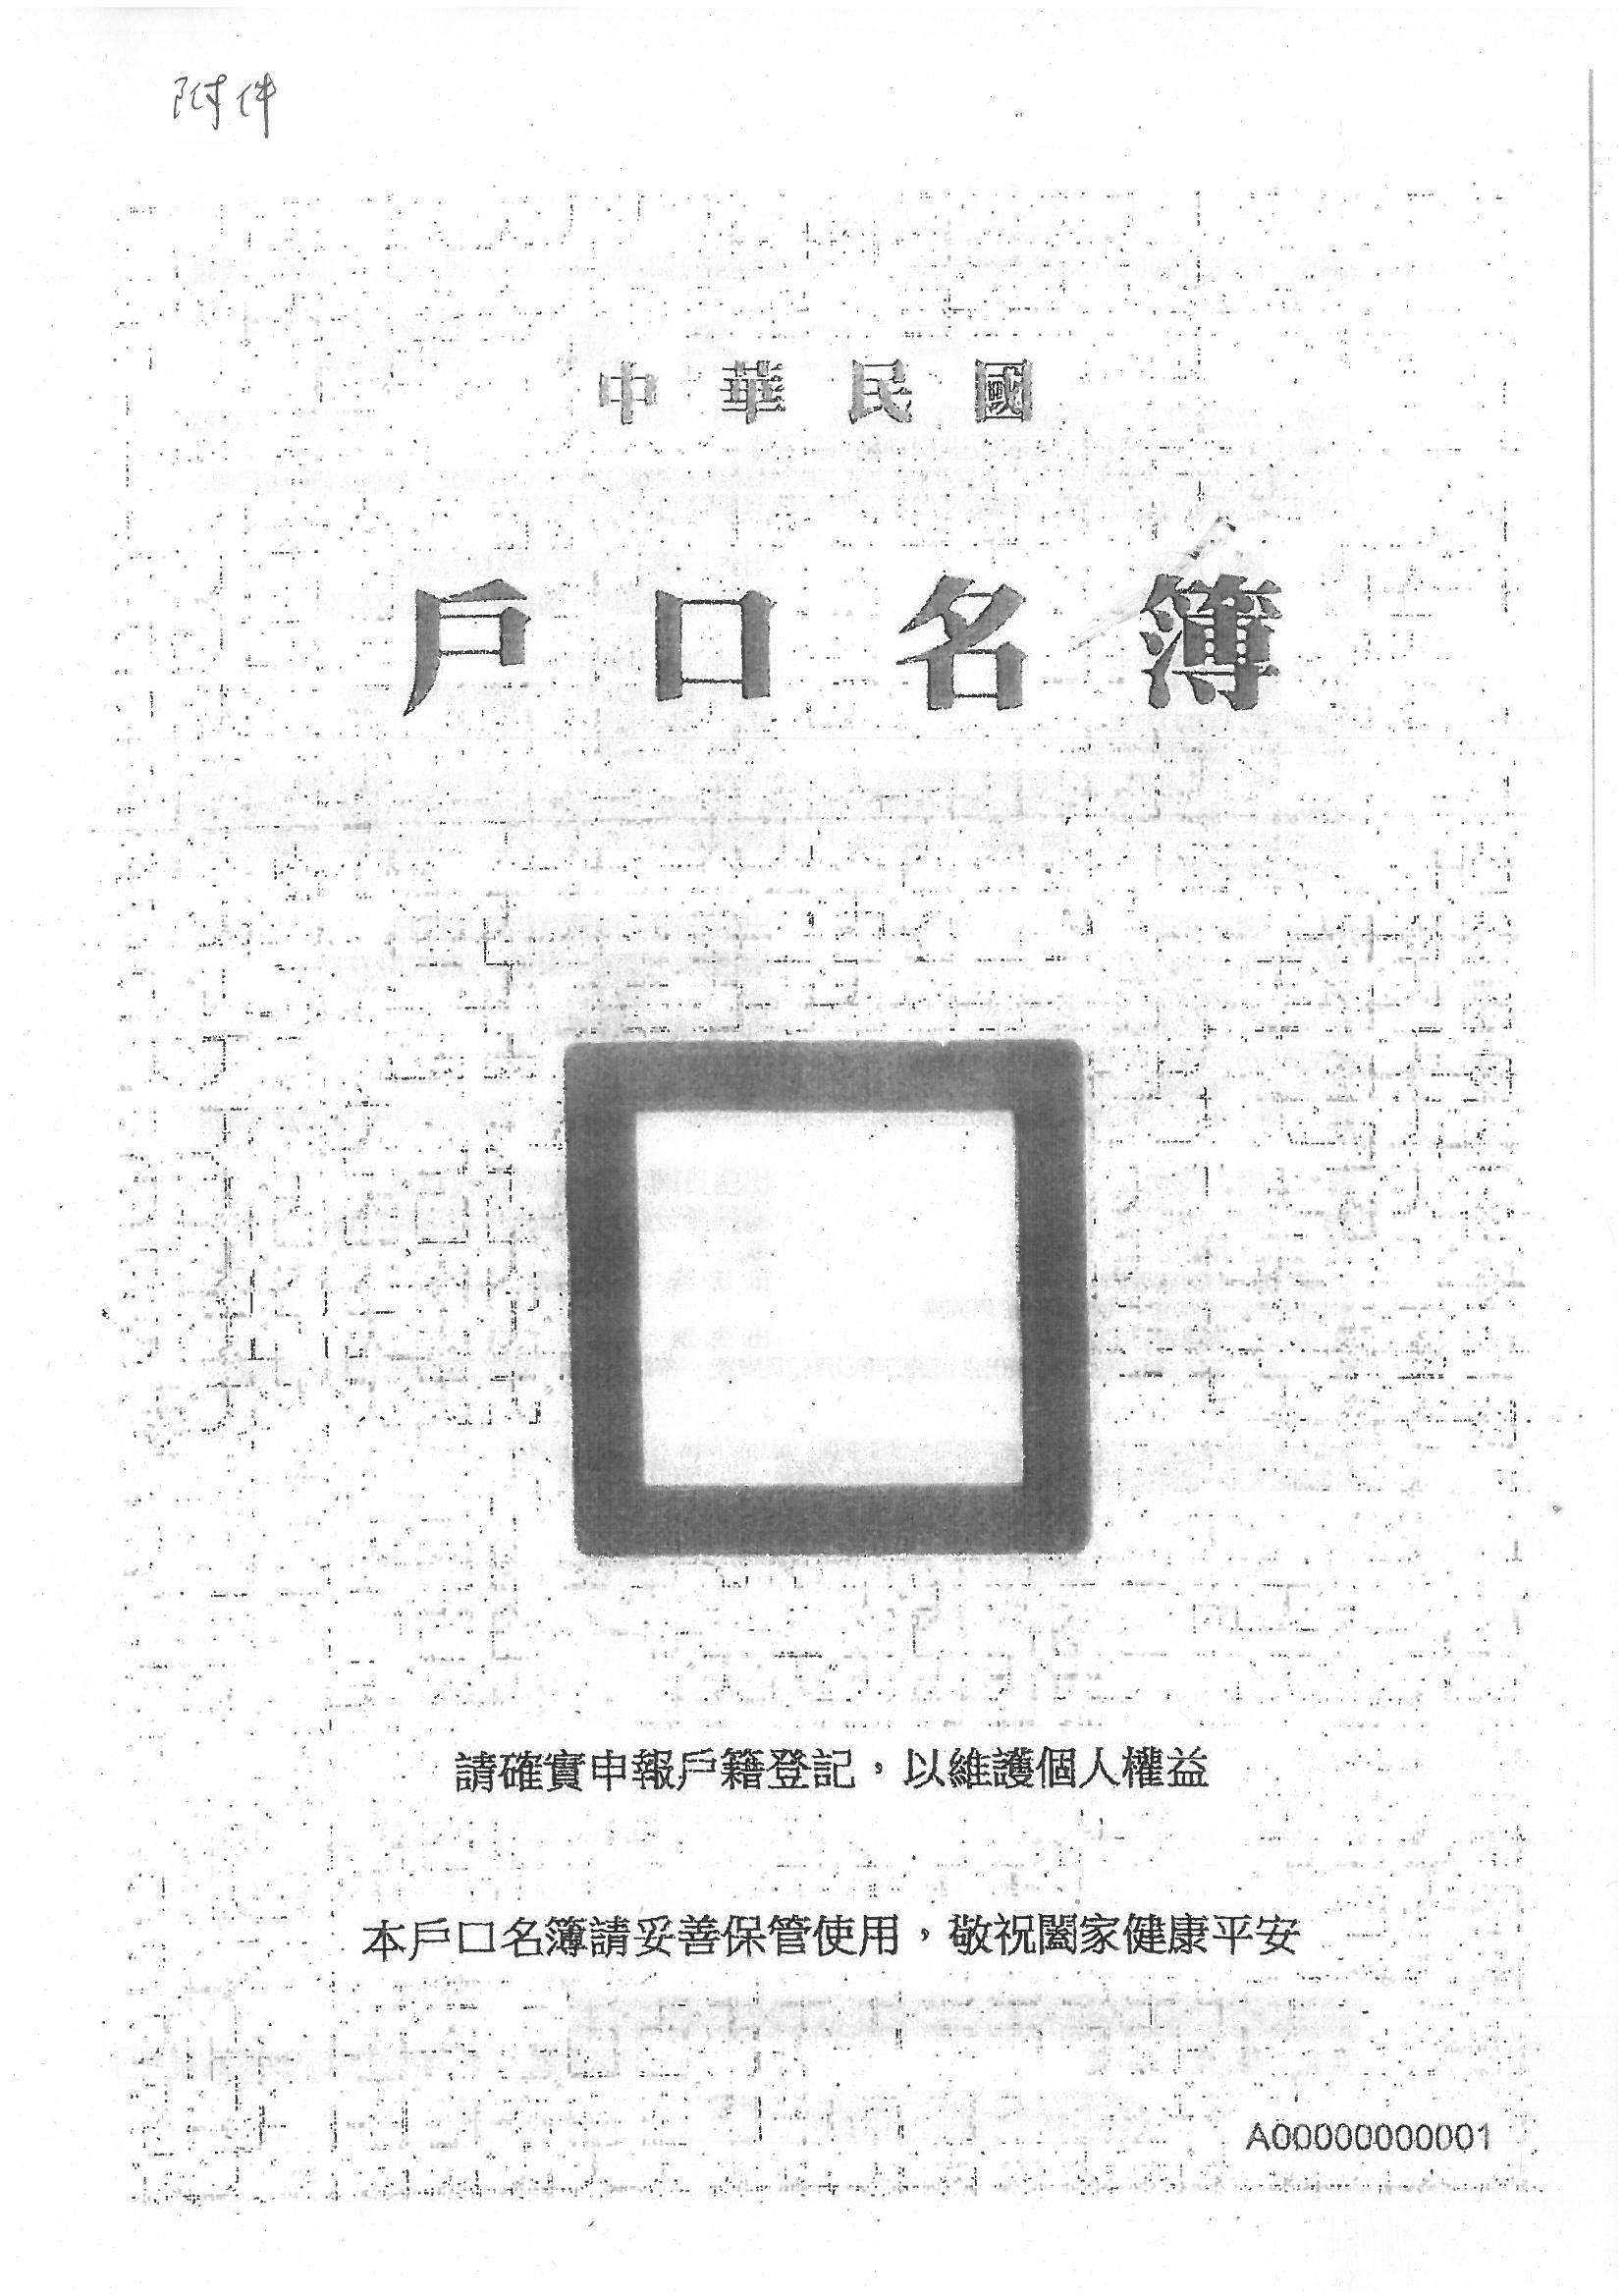 附件
中華民國
戶口名簿
請確實申報戶籍登記，以維護個人權益
本戶口名簿請妥善保管使用，敬祝闔家健康平安
A00000000001